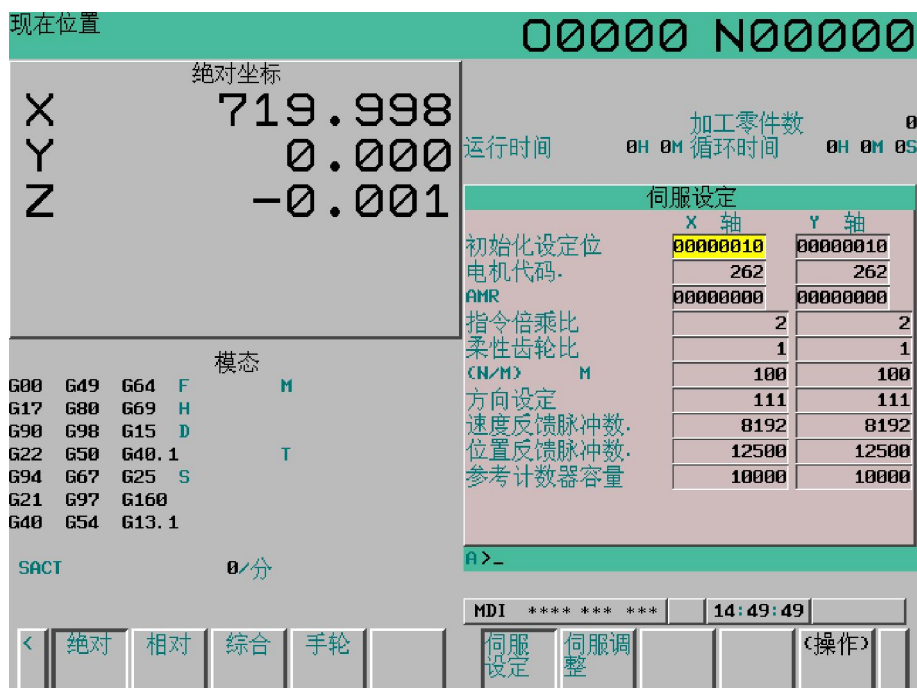 现在位置
O0000 N00000
绝对坐标
X 719.998
Y 0.000
Z -0.001
加工零件数 0
运行时间 0H 0M 循环时间 0H 0M 0S
伺服设定
X 轴 Y 轴
初始化设定位 00000010 00000010
电机代码. 262 262
AMR 00000000 00000000
指令倍乘比 2 2
柔性齿轮比 1 1
(N/M) M 100 100
方向设定 111 111
速度反馈脉冲数. 8192 8192
位置反馈脉冲数. 12500 12500
参考计数器容量 10000 10000
模态
G00 G49 G64 F M
G17 G80 G69 H
G90 G98 G15 D
G22 G50 G40.1 T
G94 G67 G25 S
G21 G97 G160
G40 G54 G13.1
SACT 0/分
A>_
MDI **** *** *** 14:49:49
< 绝对 相对 综合 手轮 伺服设定 伺服调整 (操作)